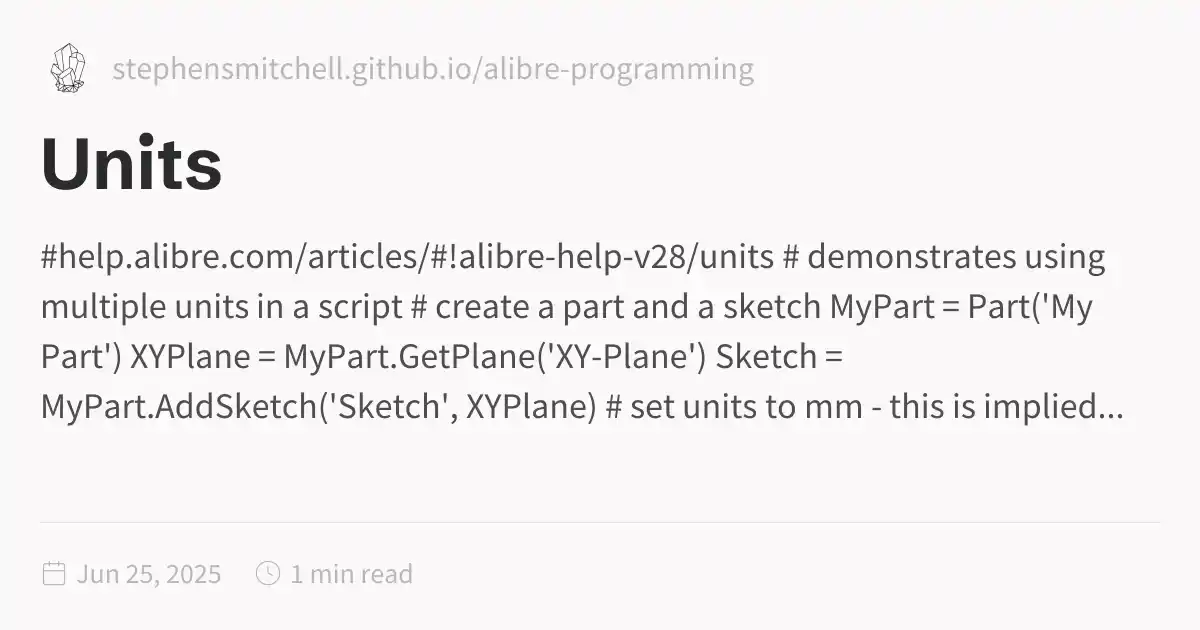 stephensmitchell.github.io/alibre-programming
Units
#help.alibre.com/articles/#!alibre-help-v28/units # demonstrates using
multiple units in a script # create a part and a sketch MyPart = Part('My
Part') XYPlane = MyPart.GetPlane('XY-Plane') Sketch =
MyPart.AddSketch('Sketch', XYPlane) # set units to mm - this is implied...
Jun 25, 2025 1 min read